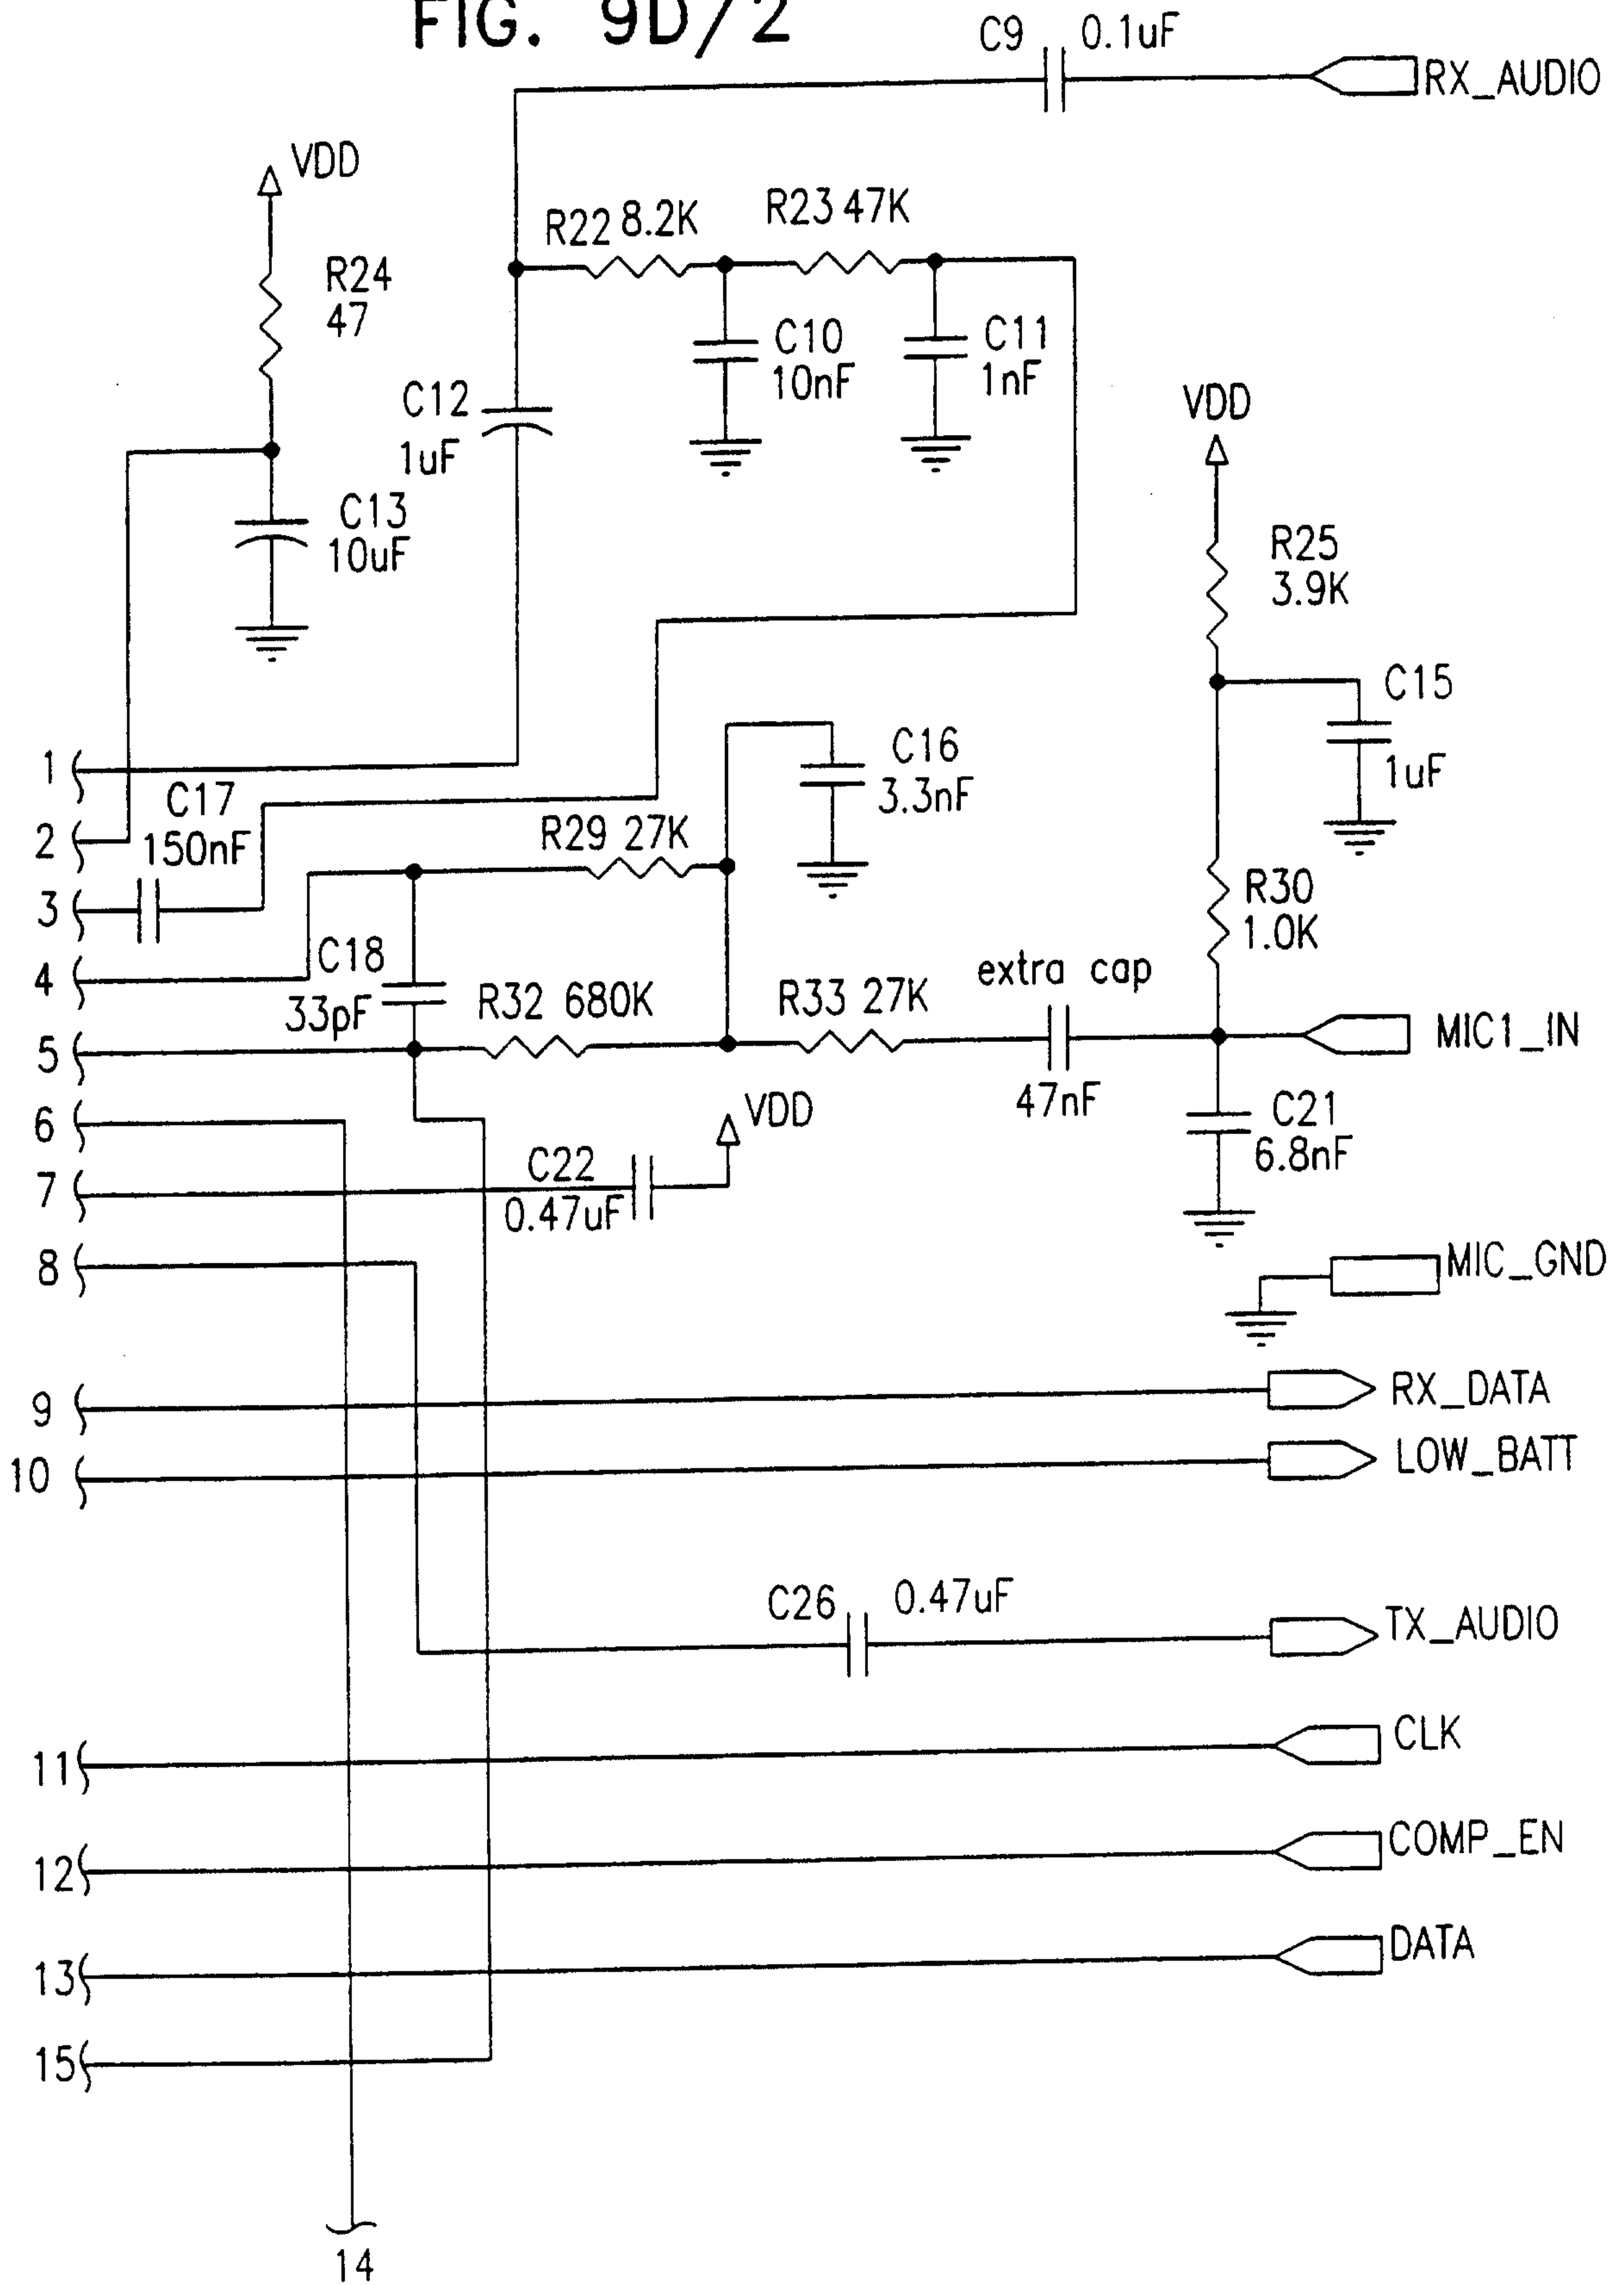 FIG. 9D/2
C9 0.1uF
RX_AUDIO
VDD
R22 8.2K
R23 47K
R24
47
C10
10nF
C11
1nF
C12
1uF
VDD
C13
10uF
R25
3.9K
C15
1uF
1
C16
3.3nF
C17
150nF
2
R29 27K
3
R30
1.0K
C18
33pF
4
R32 680K
R33 27K
extra cap
47nF
5
MIC1_IN
6
VDD
C21
6.8nF
C22
0.47uF
7
8
MIC_GND
9
RX_DATA
10
LOW_BATT
C26 0.47uF
TX_AUDIO
11
CLK
12
COMP_EN
13
DATA
15
14